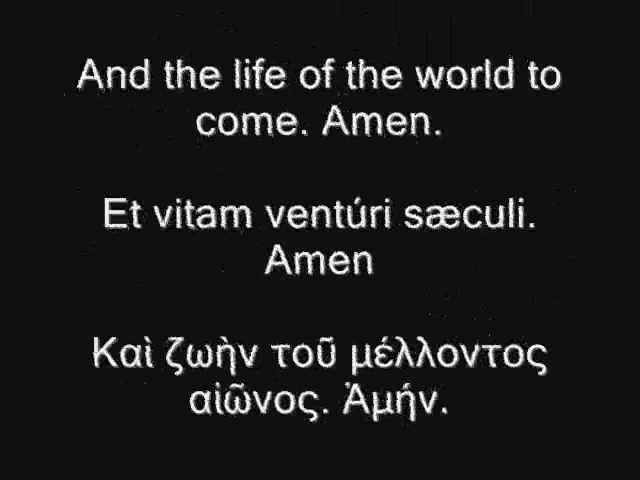 And the life of the world to
come. Amen.
Et vitam ventúri sæculi.
Amen
Καὶ ζωὴν τοῦ μέλλοντος
αἰῶνος. Ἀμήν.